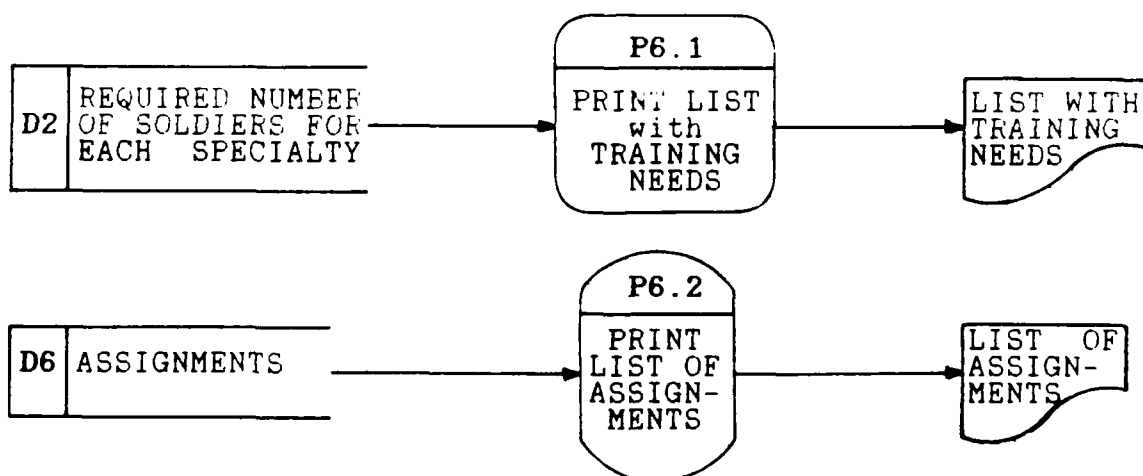 P6.1
D2
REQUIRED NUMBER
OF SOLDIERS FOR
EACH SPECIALTY
PRINT LIST
with
TRAINING
NEEDS
LIST WITH
TRAINING
NEEDS
P6.2
D6
ASSIGNMENTS
PRINT
LIST OF
ASSIGN-
MENTS
LIST OF
ASSIGN-
MENTS